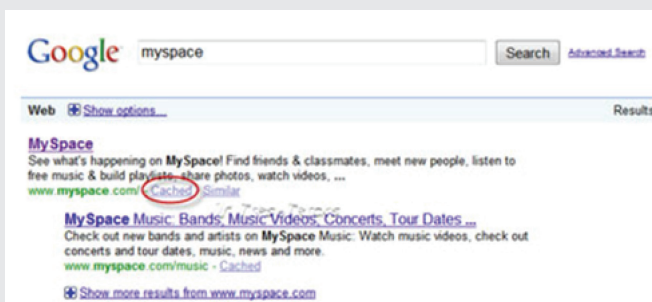 Google myspace Search Advanced Search
Web Show options... Results
MySpace
See what's happening on MySpace! Find friends & classmates, meet new people, listen to
free music & build playlists, share photos, watch videos, ...
www.myspace.com/ - Cached - Similar
MySpace Music: Bands, Music Videos, Concerts, Tour Dates ...
Check out new bands and artists on MySpace Music: Watch music videos, check out
concerts and tour dates, music, news and more.
www.myspace.com/music - Cached
Show more results from www.myspace.com